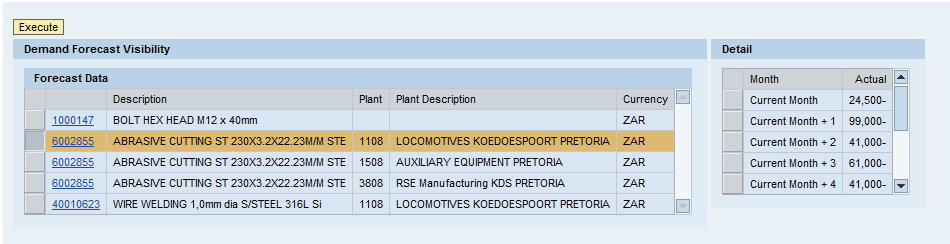 Execute
Demand Forecast Visibility
Forecast Data
Description Plant Plant Description Currency
1000147 BOLT HEX HEAD M12 x 40mm ZAR
6002855 ABRASIVE CUTTING ST 230X3.2X22.23M/M STE 1108 LOCOMOTIVES KOEDOESPOORT PRETORIA ZAR
6002855 ABRASIVE CUTTING ST 230X3.2X22.23M/M STE 1508 AUXILIARY EQUIPMENT PRETORIA ZAR
6002855 ABRASIVE CUTTING ST 230X3.2X22.23M/M STE 3808 RSE Manufacturing KDS PRETORIA ZAR
40010623 WIRE WELDING 1,0mm dia S/STEEL 316L Si 1108 LOCOMOTIVES KOEDOESPOORT PRETORIA ZAR
Detail
Month Actual
Current Month 24,500-
Current Month + 1 99,000-
Current Month + 2 41,000-
Current Month + 3 61,000-
Current Month + 4 41,000-